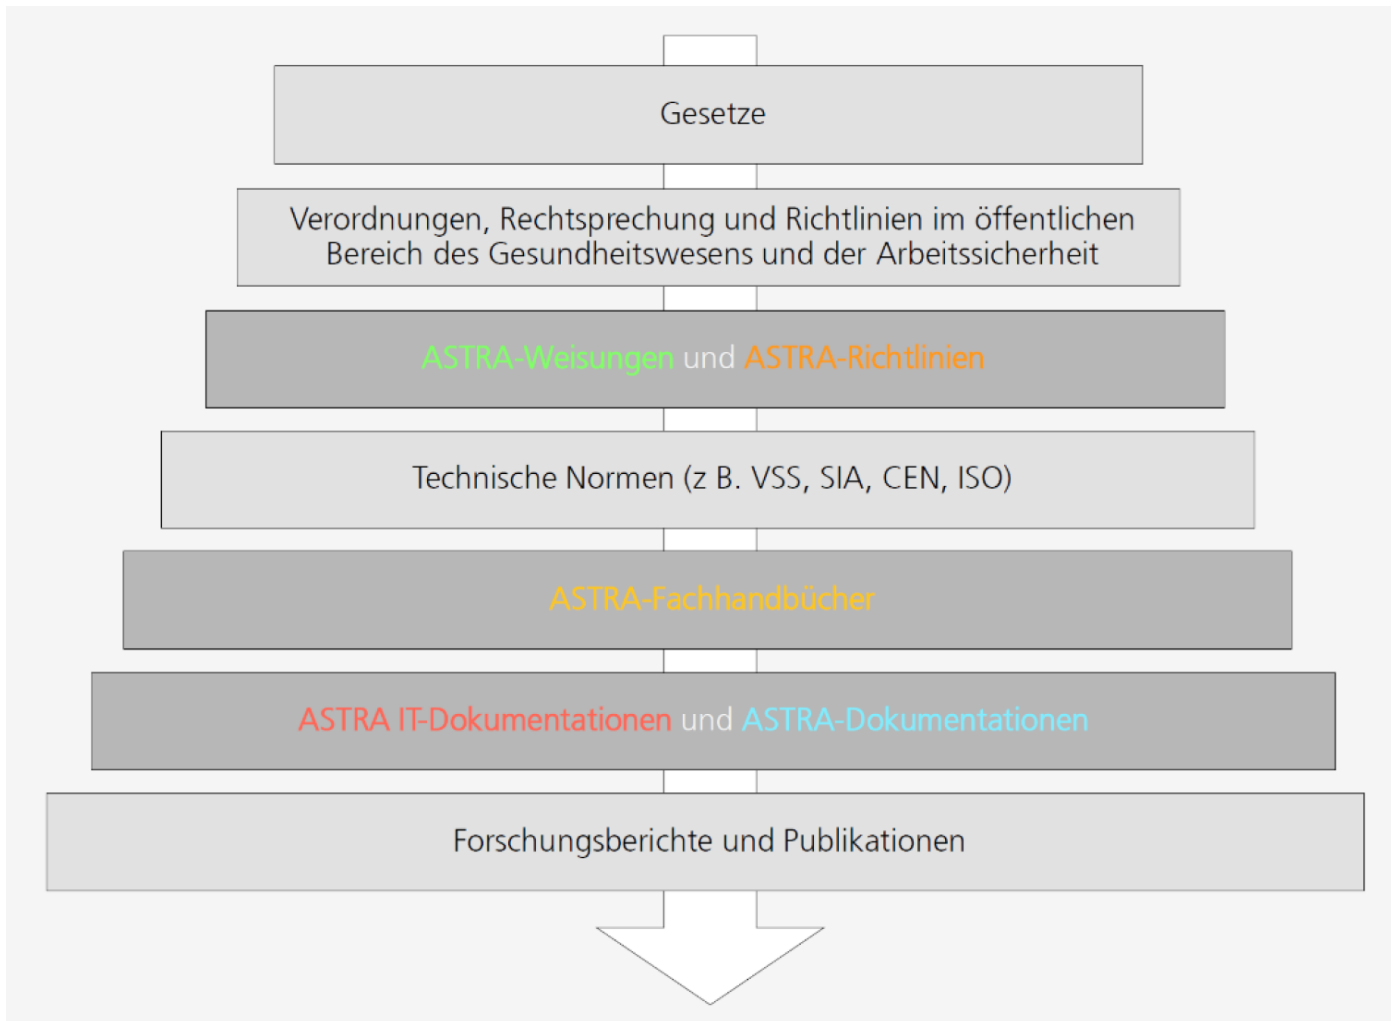 Gesetze
Verordnungen, Rechtsprechung und Richtlinien im öffentlichen
Bereich des Gesundheitswesens und der Arbeitssicherheit
ASTRA-Weisungen und ASTRA-Richtlinien
Technische Normen (z B. VSS, SIA, CEN, ISO)
ASTRA-Fachhandbücher
ASTRA IT-Dokumentationen und ASTRA-Dokumentationen
Forschungsberichte und Publikationen